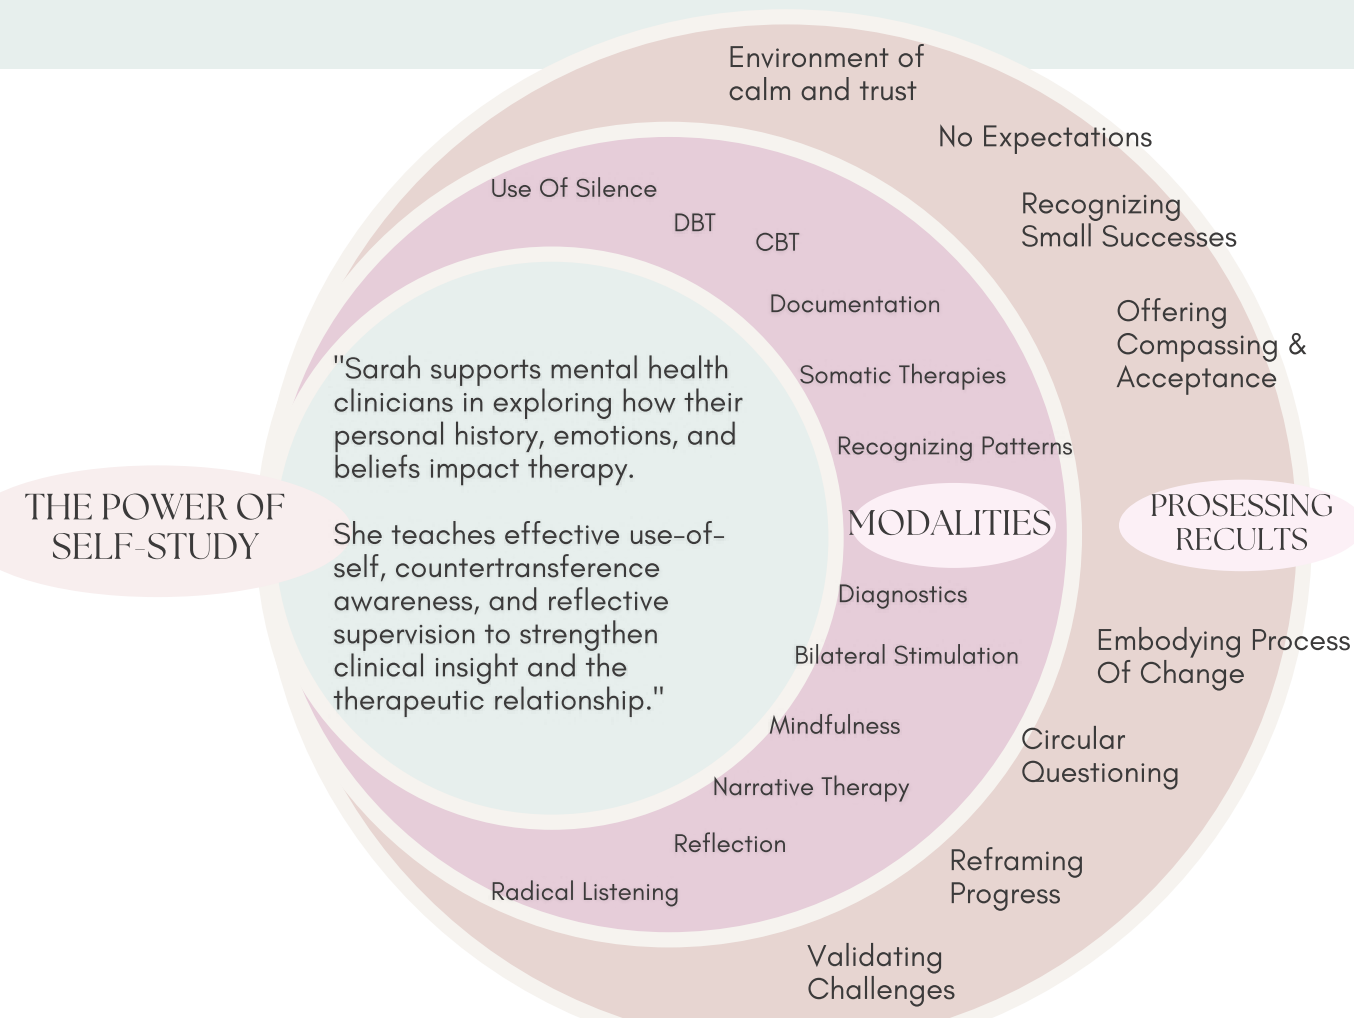 Environment of
calm and trust
No Expectations
Recognizing
Small Successes
Offering
Compassing &
Acceptance
PROSESSING
RECULTS
Embodying Process
Of Change
Circular
Questioning
Reframing
Progress
Validating
Challenges
Use Of Silence
DBT
CBT
Documentation
Somatic Therapies
Recognizing Patterns
MODALITIES
Diagnostics
Bilateral Stimulation
Mindfulness
Narrative Therapy
Reflection
Radical Listening
THE POWER OF
SELF-STUDY
"Sarah supports mental health
clinicians in exploring how their
personal history, emotions, and
beliefs impact therapy.
She teaches effective use-of-
self, countertransference
awareness, and reflective
supervision to strengthen
clinical insight and the
therapeutic relationship."